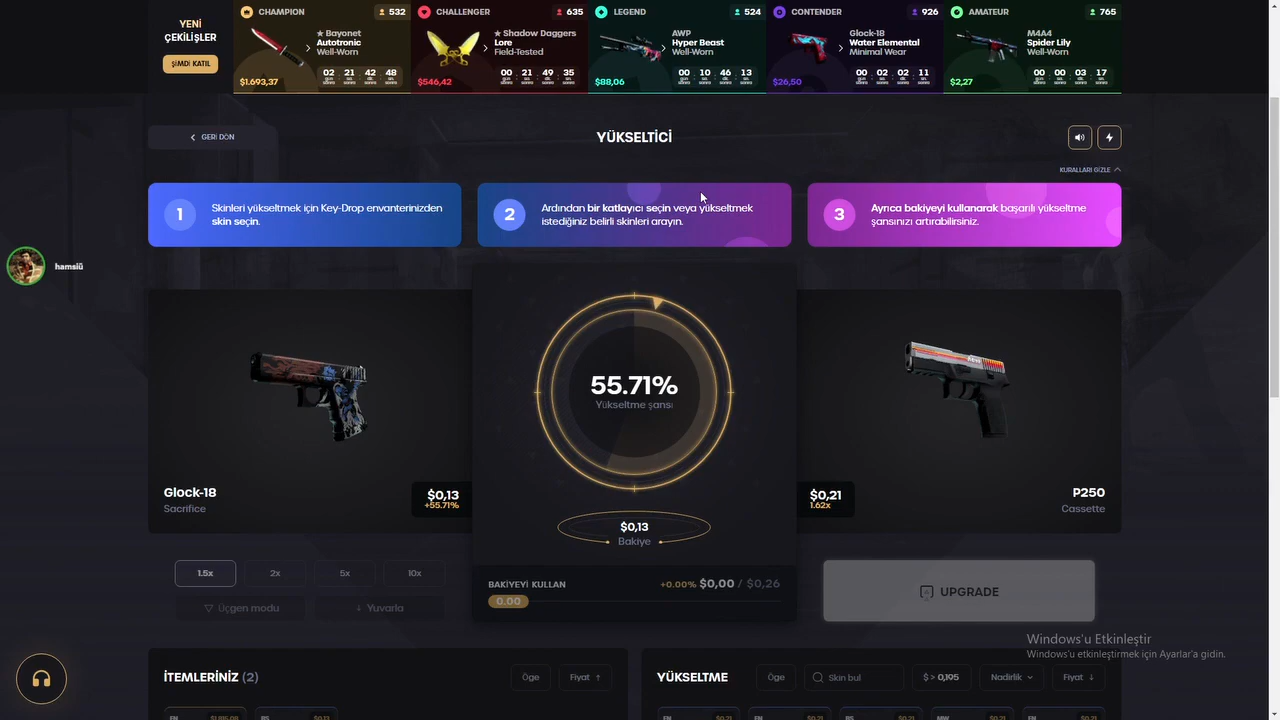 YENİ
ÇEKİLİŞLER
ŞİMDİ KATIL
CHAMPION
532
★ Bayonet
Autotronic
Well-Worn
$1.693,37
02 21 42 48
CHALLENGER
635
★ Shadow Daggers
Lore
Field-Tested
$546,42
00 21 49 35
LEGEND
524
AWP
Hyper Beast
Well-Worn
$88,06
00 10 46 13
CONTENDER
926
Glock-18
Water Elemental
Minimal Wear
$26,50
00 02 02 11
AMATEUR
765
M4A4
Spider Lily
Well-Worn
$2,27
00 00 03 17
GERİ DÖN
YÜKSELTİCİ
KURALLARI GİZLE
1
Skinleri yükseltmek için Key-Drop envanterinizden
skin seçin.
2
Ardından bir katlayıcı seçin veya yükseltmek
istediğiniz belirli skinleri arayın.
3
Ayrıca bakiyeyi kullanarak başarılı yükseltme
şansınızı artırabilirsiniz.
hamsiü
55.71%
Yükseltme şansı
Glock-18
Sacrifice
$0,13
+55.71%
$0,21
1.62x
P250
Cassette
$0,13
Bakiye
1.5x
2x
5x
10x
Üçgen modu
Yuvarla
BAKİYEYİ KULLAN
+0.00% $0,00 / $0,26
0.00
UPGRADE
Windows'u Etkinleştir
Windows'u etkinleştirmek için Ayarlar'a gidin.
İTEMLERİNİZ (2)
Öge
Fiyat ↑
YÜKSELTME
Öge
Skin bul
$ > 0,195
Nadirlik
Fiyat ↓